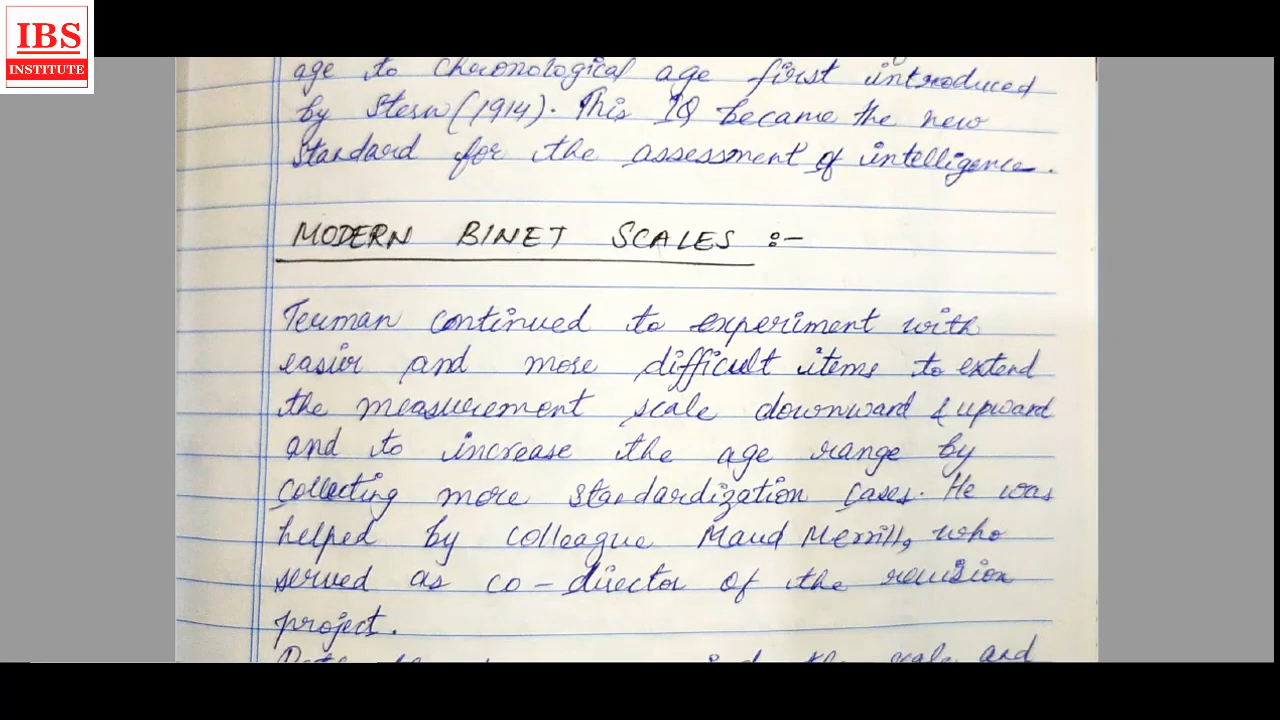 IBS
INSTITUTE
age to chronological age first introduced
by Stern (1914). This IQ became the new
standard for the assessment of intelligence.
MODERN BINET SCALES :-
Terman continued to experiment with
easier and more difficult items to extend
the measurement scale downward & upward
and to increase the age range by
collecting more standardization cases. He was
helped by colleague Maud Merrill, who
served as co-director of the revision
project.
the scale and